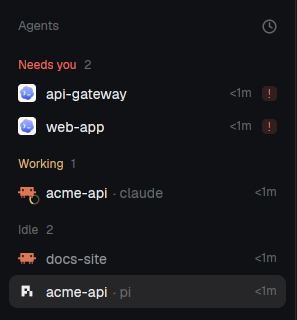 Agents
Needs you 2
api-gateway <1m !
web-app <1m !
Working 1
acme-api · claude <1m
Idle 2
docs-site <1m
acme-api · pi <1m